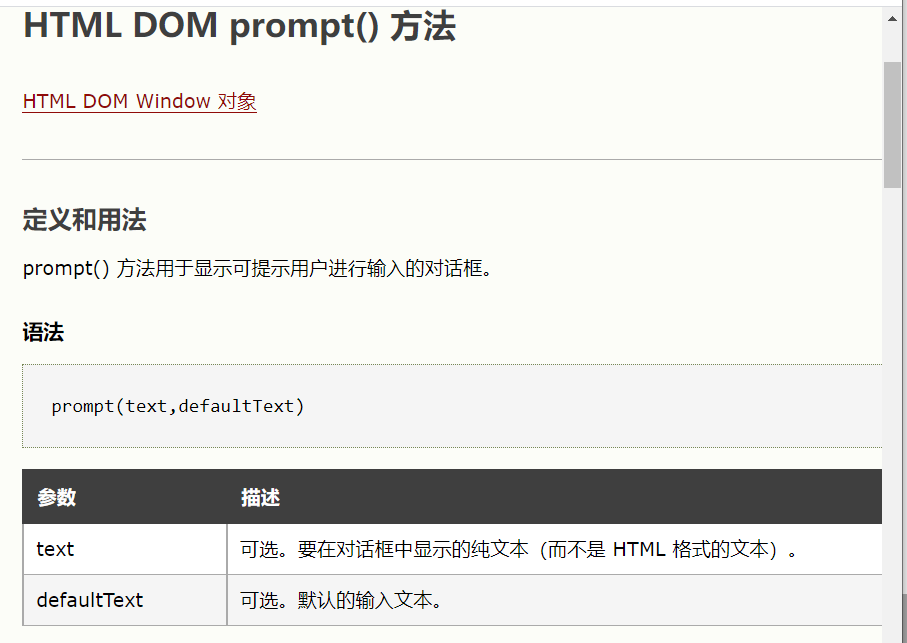 HTML DOM prompt() 方法
HTML DOM Window 对象
定义和用法
prompt() 方法用于显示可提示用户进行输入的对话框。
语法
prompt(text,defaultText)
参数 描述
text 可选。要在对话框中显示的纯文本（而不是 HTML 格式的文本）。
defaultText 可选。默认的输入文本。